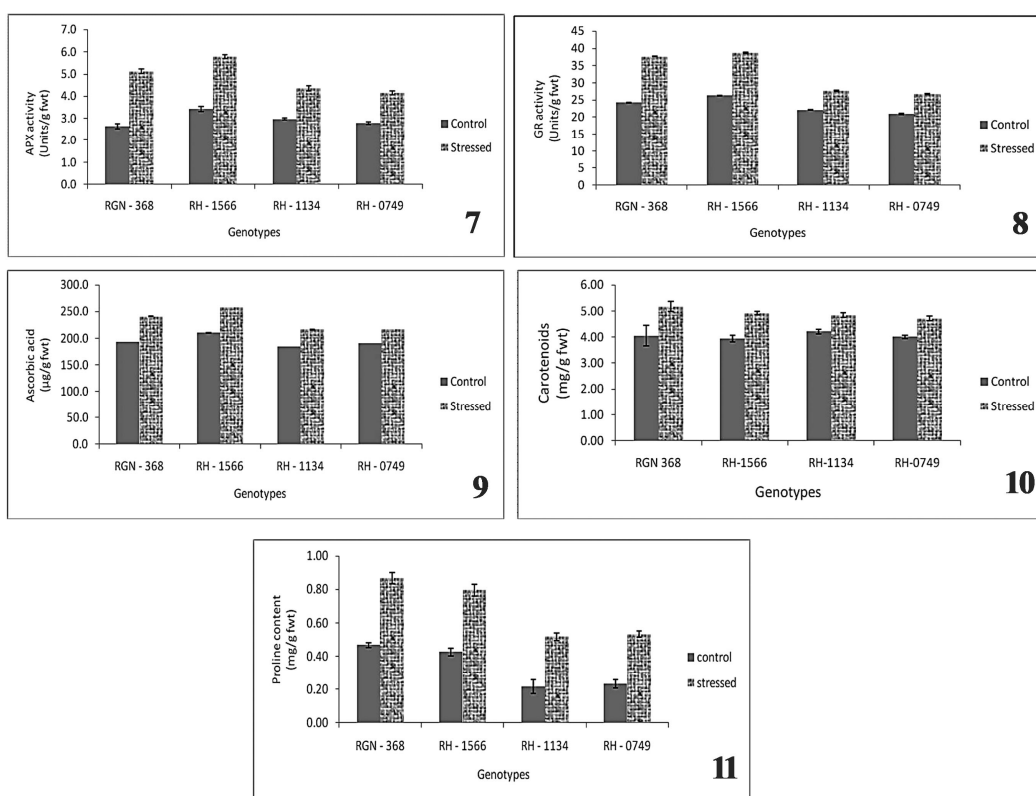 7.0
6.0
5.0
4.0
3.0
2.0
1.0
0.0
APX activity
(Units/g fwt)
RGN - 368 RH - 1566 RH - 1134 RH - 0749
Genotypes
Control
Stressed
7
45
40
35
30
25
20
15
10
5
0
GR activity
(Units/g fwt)
RGN - 368 RH - 1566 RH - 1134 RH - 0749
Genotypes
Control
Stressed
8
300.0
250.0
200.0
150.0
100.0
50.0
0.0
Ascorbic acid
(µg/g fwt)
RGN - 368 RH - 1566 RH - 1134 RH - 0749
Genotypes
Control
Stressed
9
6.00
5.00
4.00
3.00
2.00
1.00
0.00
Carotenoids
(mg/g fwt)
RGN 368 RH-1566 RH-1134 RH-0749
Genotypes
Control
Stressed
10
1.00
0.80
0.60
0.40
0.20
0.00
Proline content
(mg/g fwt)
RGN - 368 RH - 1566 RH - 1134 RH - 0749
Genotypes
control
stressed
11